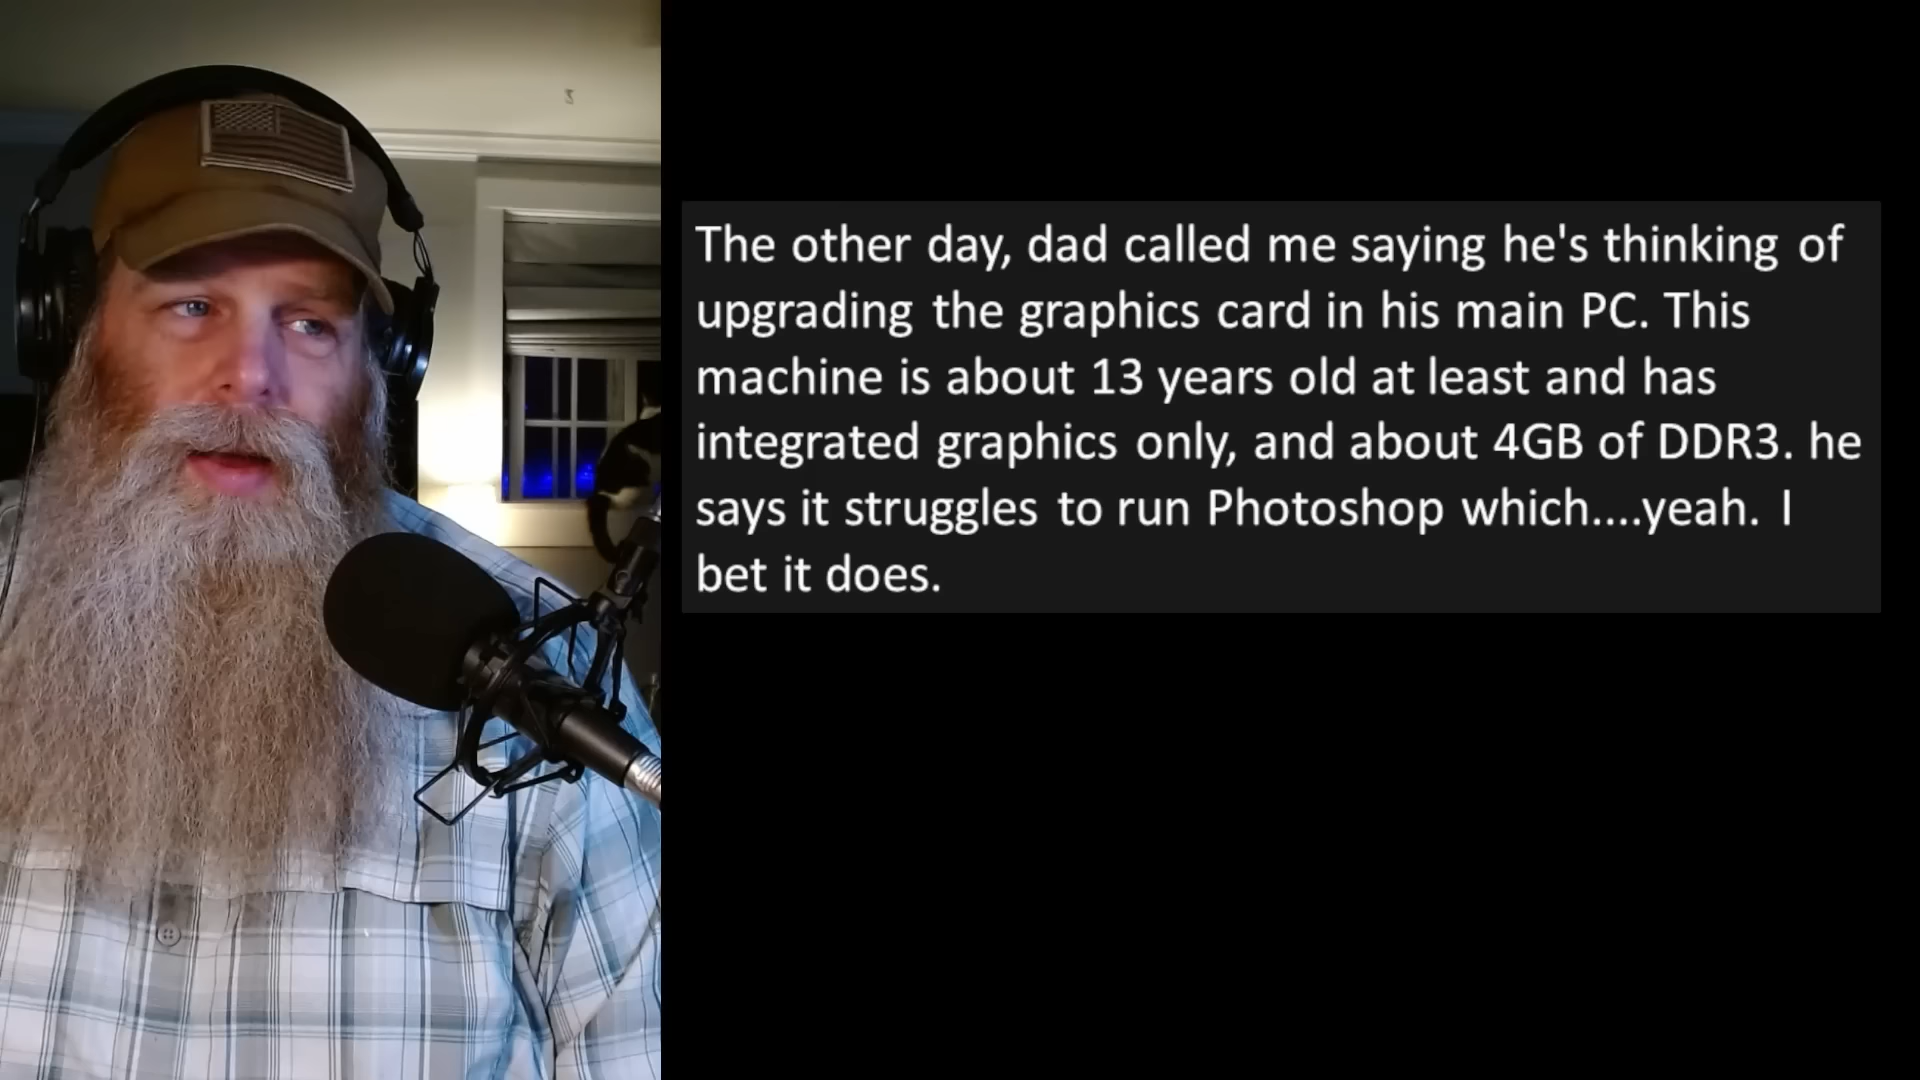 The other day, dad called me saying he's thinking of
upgrading the graphics card in his main PC. This
machine is about 13 years old at least and has
integrated graphics only, and about 4GB of DDR3. he
says it struggles to run Photoshop which....yeah. I
bet it does.